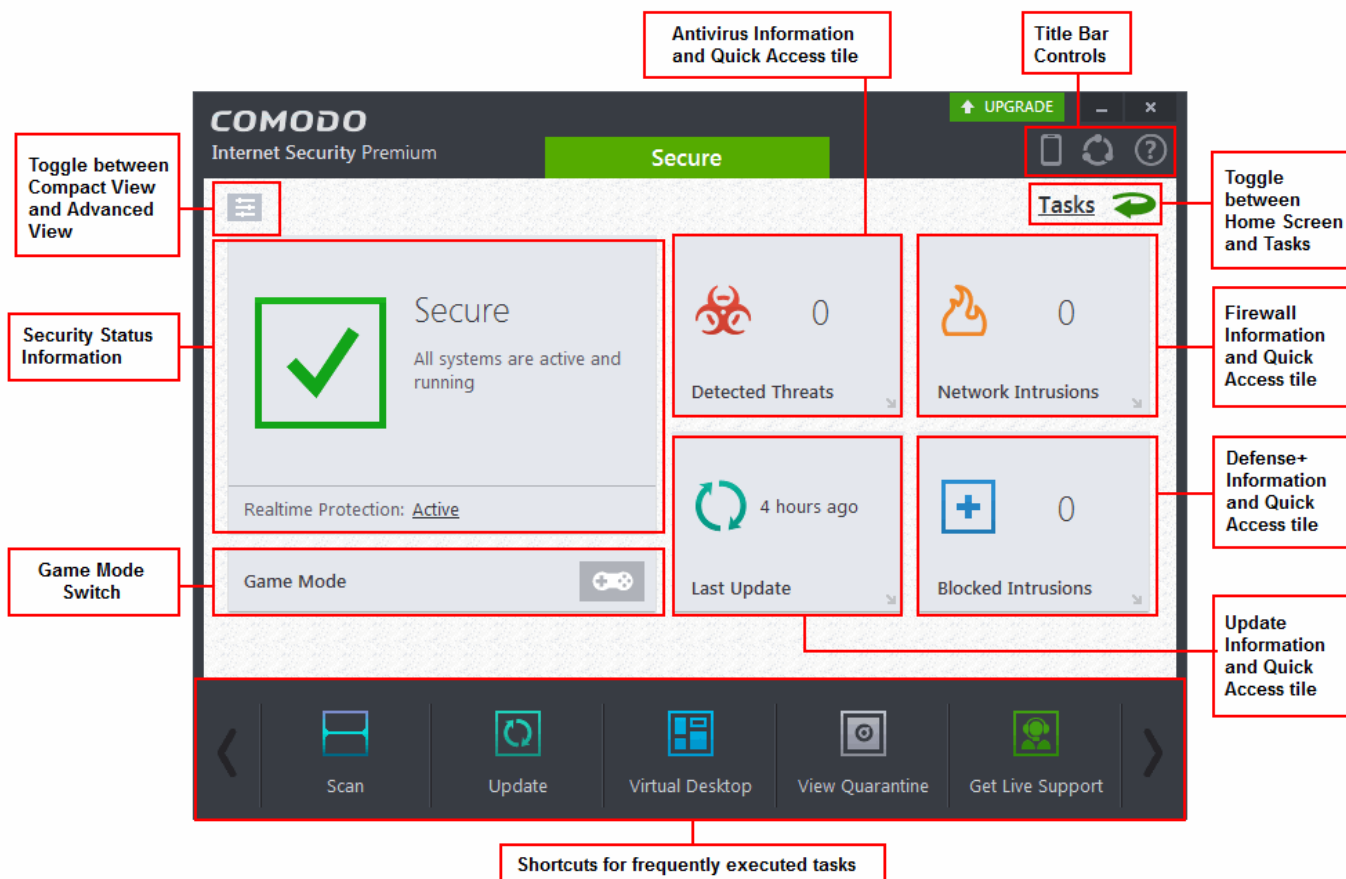 Antivirus Information
and Quick Access tile
Title Bar
Controls
UPGRADE
COMODO
Internet Security Premium
Secure
Toggle between
Compact View
and Advanced
View
Tasks
Toggle
between
Home Screen
and Tasks
Security Status
Information
Secure
All systems are active and
running
Realtime Protection: Active
0
Detected Threats
0
Network Intrusions
Firewall
Information
and Quick
Access tile
4 hours ago
Last Update
0
Blocked Intrusions
Defense+
Information
and Quick
Access tile
Game Mode
Switch
Game Mode
Update
Information
and Quick
Access tile
Scan
Update
Virtual Desktop
View Quarantine
Get Live Support
Shortcuts for frequently executed tasks